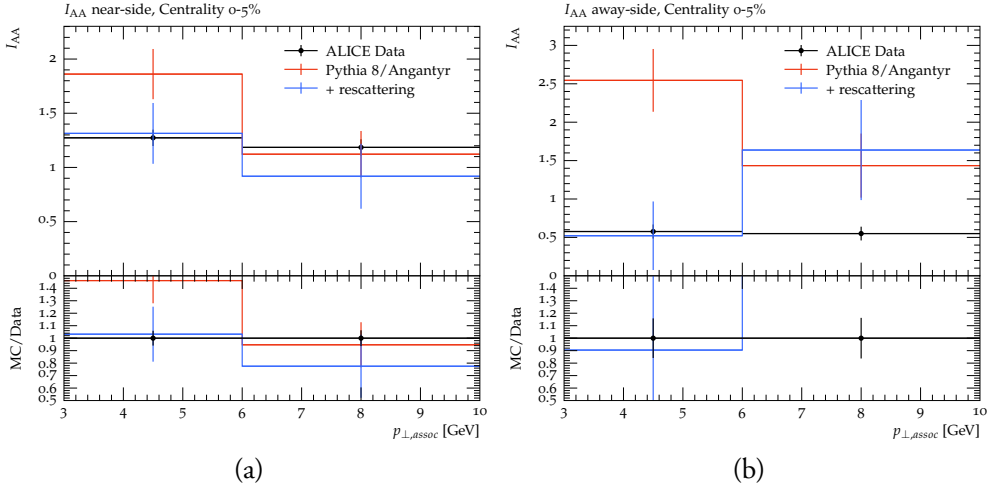 I_AA near-side, Centrality 0-5%
I_AA
ALICE Data
Pythia 8/Angantyr
+ rescattering
2
1.5
1
0.5
0
1.4
1.3
1.2
1.1
1
0.9
0.8
0.7
0.6
0.5
MC/Data
3 4 5 6 7 8 9 10
p_⊥,assoc [GeV]
(a)
I_AA away-side, Centrality 0-5%
I_AA
ALICE Data
Pythia 8/Angantyr
+ rescattering
3
2.5
2
1.5
1
0.5
0
1.4
1.3
1.2
1.1
1
0.9
0.8
0.7
0.6
0.5
MC/Data
3 4 5 6 7 8 9 10
p_⊥,assoc [GeV]
(b)